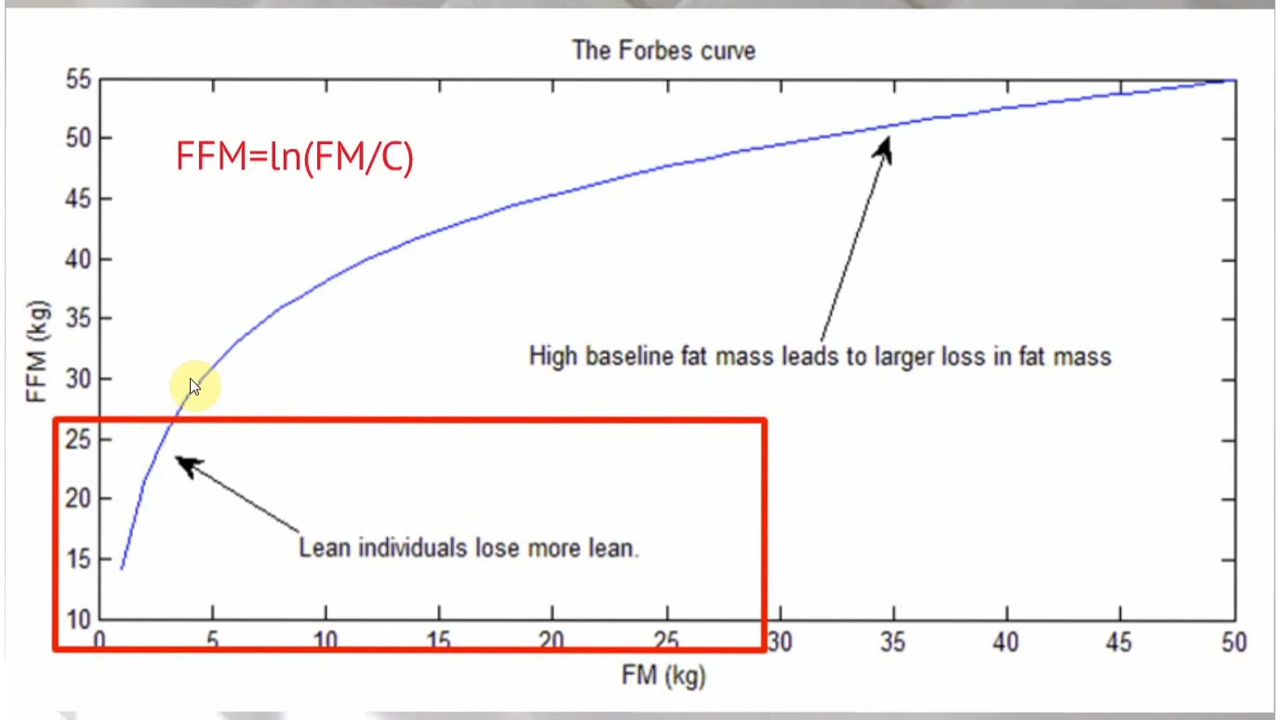 The Forbes curve
FFM=ln(FM/C)
55
50
45
40
35
30
25
20
15
10
FFM (kg)
High baseline fat mass leads to larger loss in fat mass
Lean individuals lose more lean.
0 5 10 15 20 25 30 35 40 45 50
FM (kg)